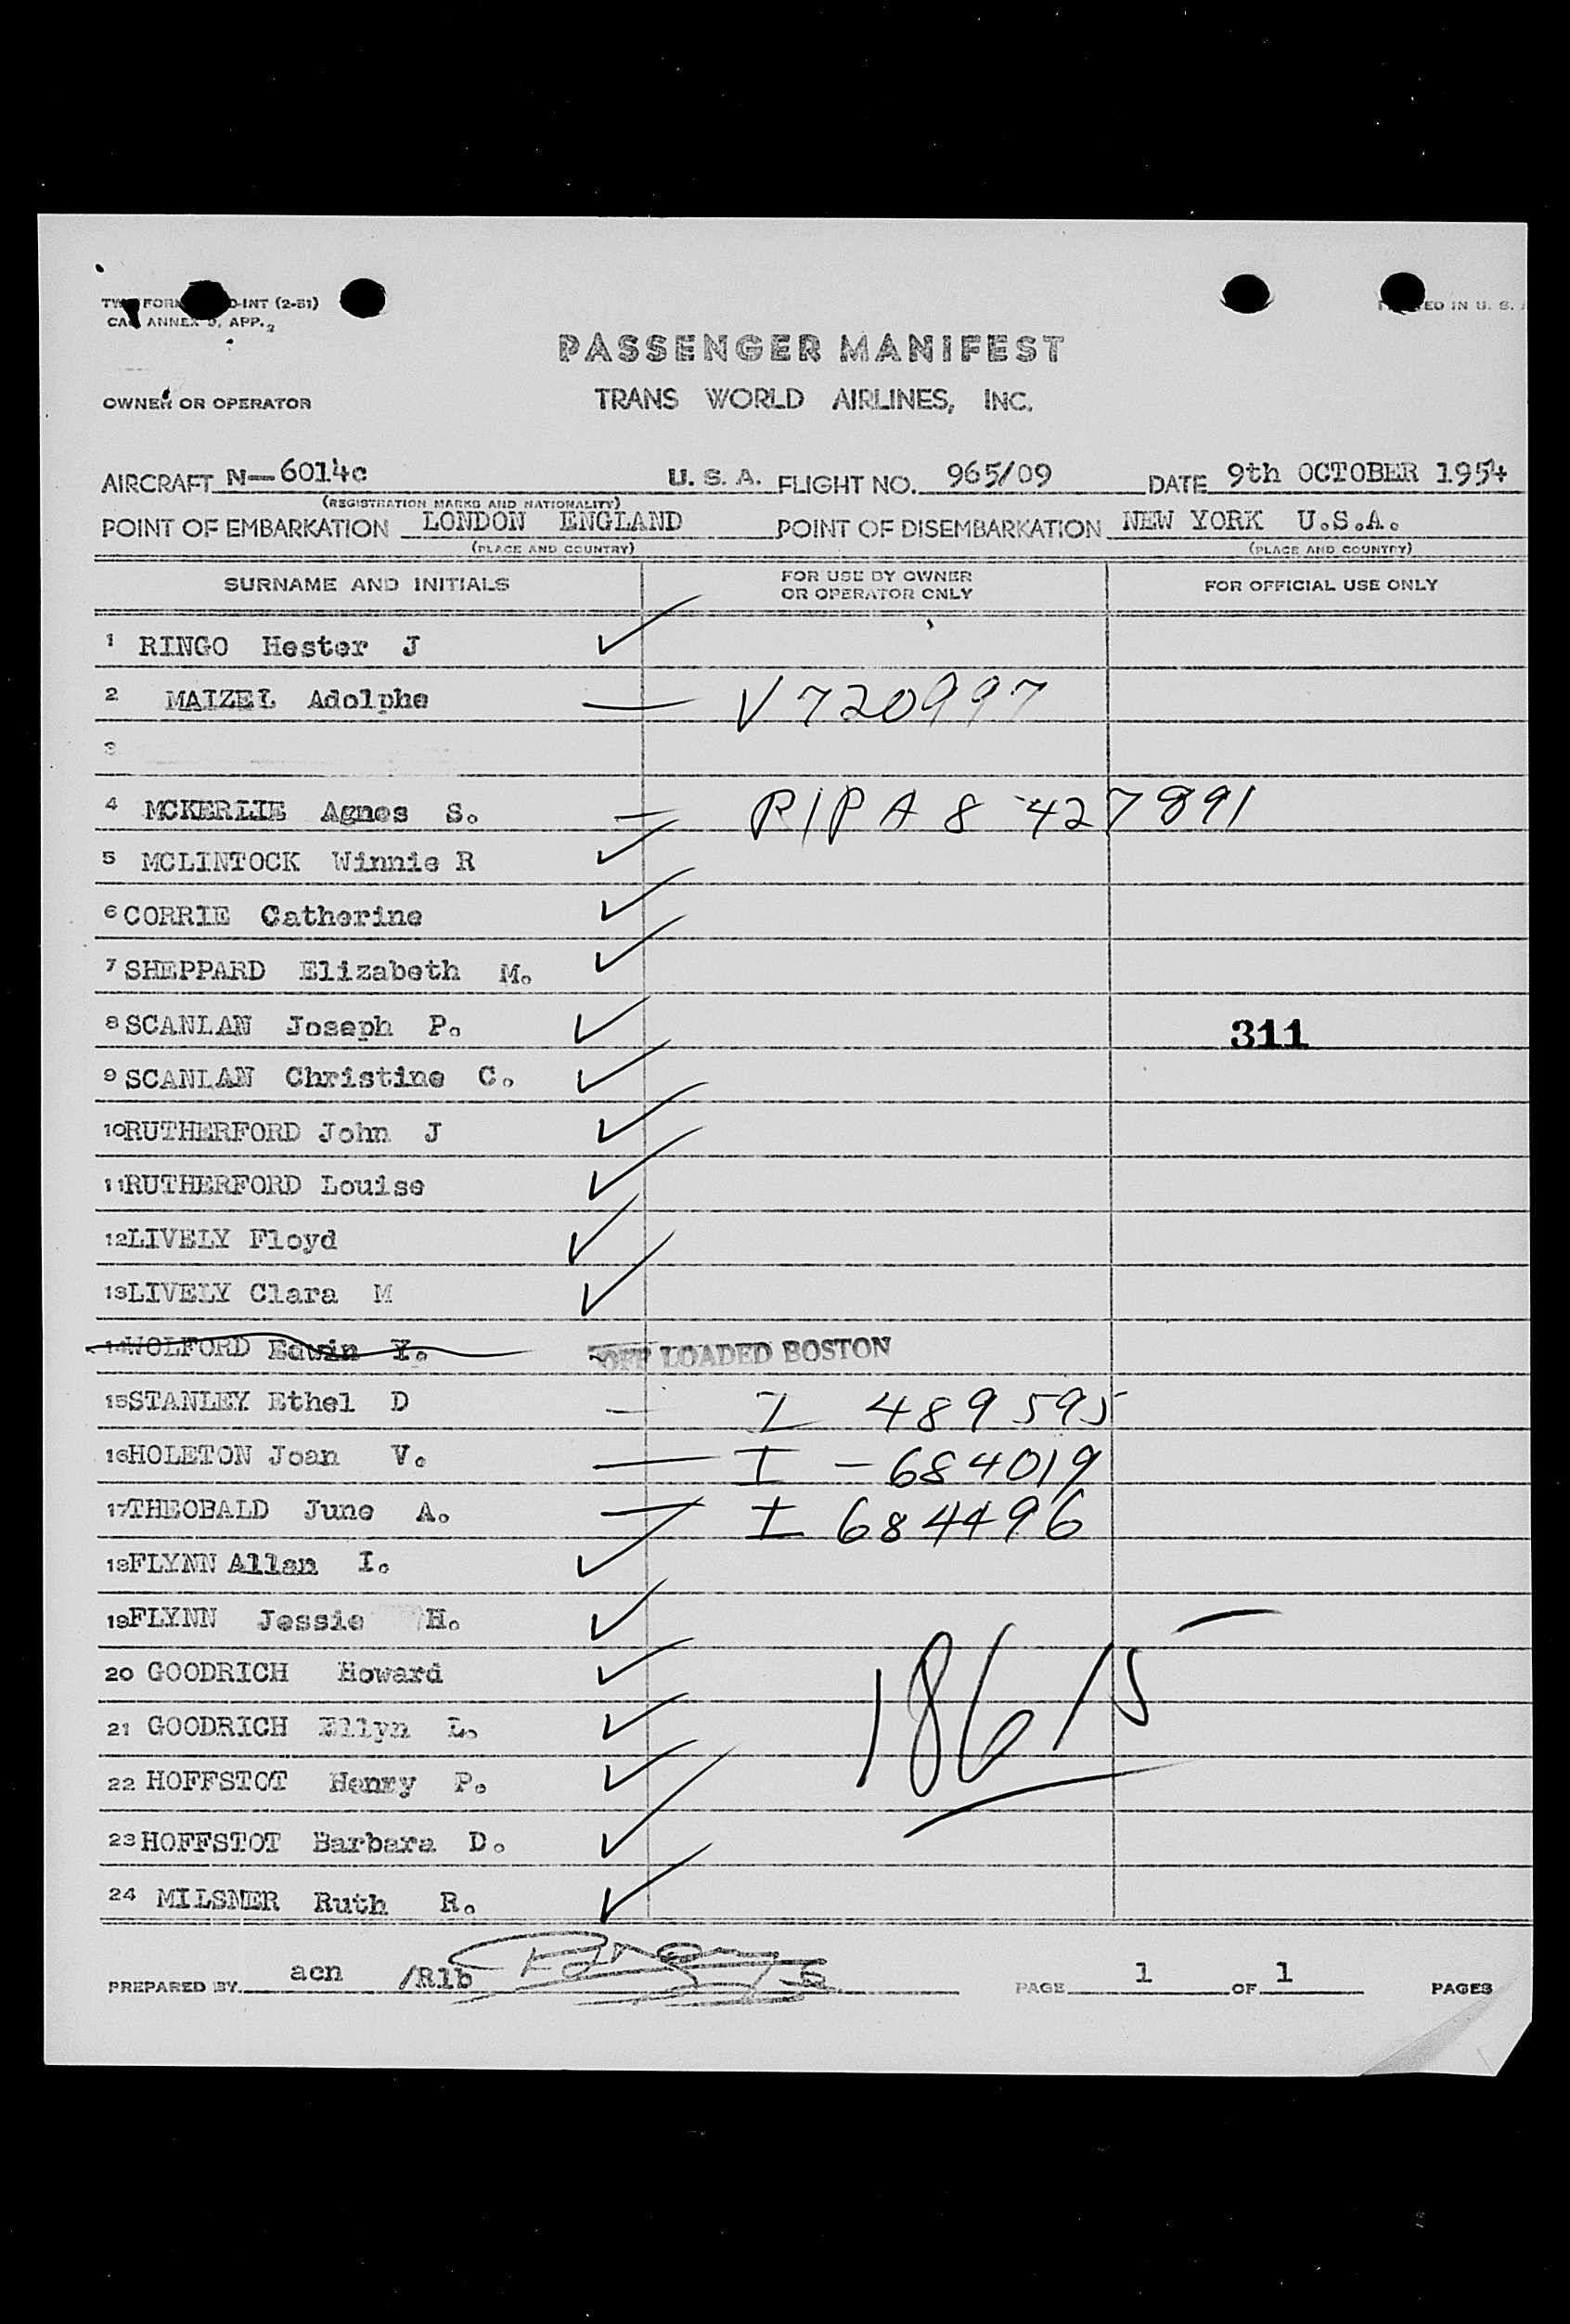 CAO ANNEX 9, APP. 2
PASSENGER MANIFEST
OWNER OR OPERATOR TRANS WORLD AIRLINES, INC.
AIRCRAFT N-6014c U. S. A. FLIGHT NO. 965/09 DATE 9th OCTOBER 1954
(REGISTRATION MARKS AND NATIONALITY)
POINT OF EMBARKATION LONDON ENGLAND POINT OF DISEMBARKATION NEW YORK U.S.A.
(PLACE AND COUNTRY) (PLACE AND COUNTRY)
SURNAME AND INITIALS FOR USE BY OWNER OR OPERATOR ONLY FOR OFFICIAL USE ONLY
1 RINGO Hester J
2 MAIZEL Adolphe V 720997
3
4 MCKERLIE Agnes S. R/P A 8 427891
5 MCLINTOCK Winnie R
6 CORRIE Catherine
7 SHEPPARD Elizabeth M.
8 SCANLAN Joseph P. 311
9 SCANLAN Christine C.
10 RUTHERFORD John J
11 RUTHERFORD Louise
12 LIVELY Floyd
13 LIVELY Clara M
14 WOLFORD Edwin Y. OFF LOADED BOSTON
15 STANLEY Ethel D I 489595
16 HOLETON Joan V. I - 684019
17 THEOBALD June A. I 684496
18 FLYNN Allan I.
19 FLYNN Jessie H.
20 GOODRICH Howard
21 GOODRICH Ellyn L.
186/5
22 HOFFSTOT Henry P.
23 HOFFSTOT Barbara D.
24 MILSNER Ruth R.
PREPARED BY acn /Rlb PAGE 1 OF 1 PAGES